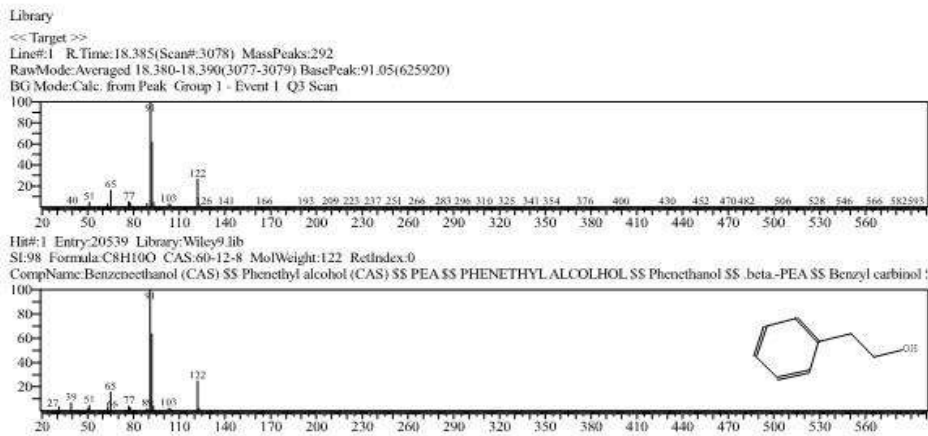 Library
<< Target >>
Line#:1 R.Time:18.385(Scan#:3078) MassPeaks:292
RawMode:Averaged 18.380-18.390(3077-3079) BasePeak:91.05(625920)
BG Mode:Calc. from Peak Group 1 - Event 1 Q3 Scan
100
80
60
40
20
91
40 51 65 77 103 122 126 141 166 193 209 223 237 251 266 283 296 310 325 341 354 376 400 430 452 470 482 506 528 546 566 582 593
20 50 80 110 140 170 200 230 260 290 320 350 380 410 440 470 500 530 560
Hit#:1 Entry:20539 Library:Wiley9.lib
SI:98 Formula:C8H10O CAS:60-12-8 MolWeight:122 RetIndex:0
CompName:Benzeneethanol (CAS) $$ Phenethyl alcohol (CAS) $$ PEA $$ PHENETHYL ALCOLHOL $$ Phenethanol $$ .beta.-PEA $$ Benzyl carbinol
100
80
60
40
20
91
27 39 51 65 66 77 89 103 122
OH
20 50 80 110 140 170 200 230 260 290 320 350 380 410 440 470 500 530 560